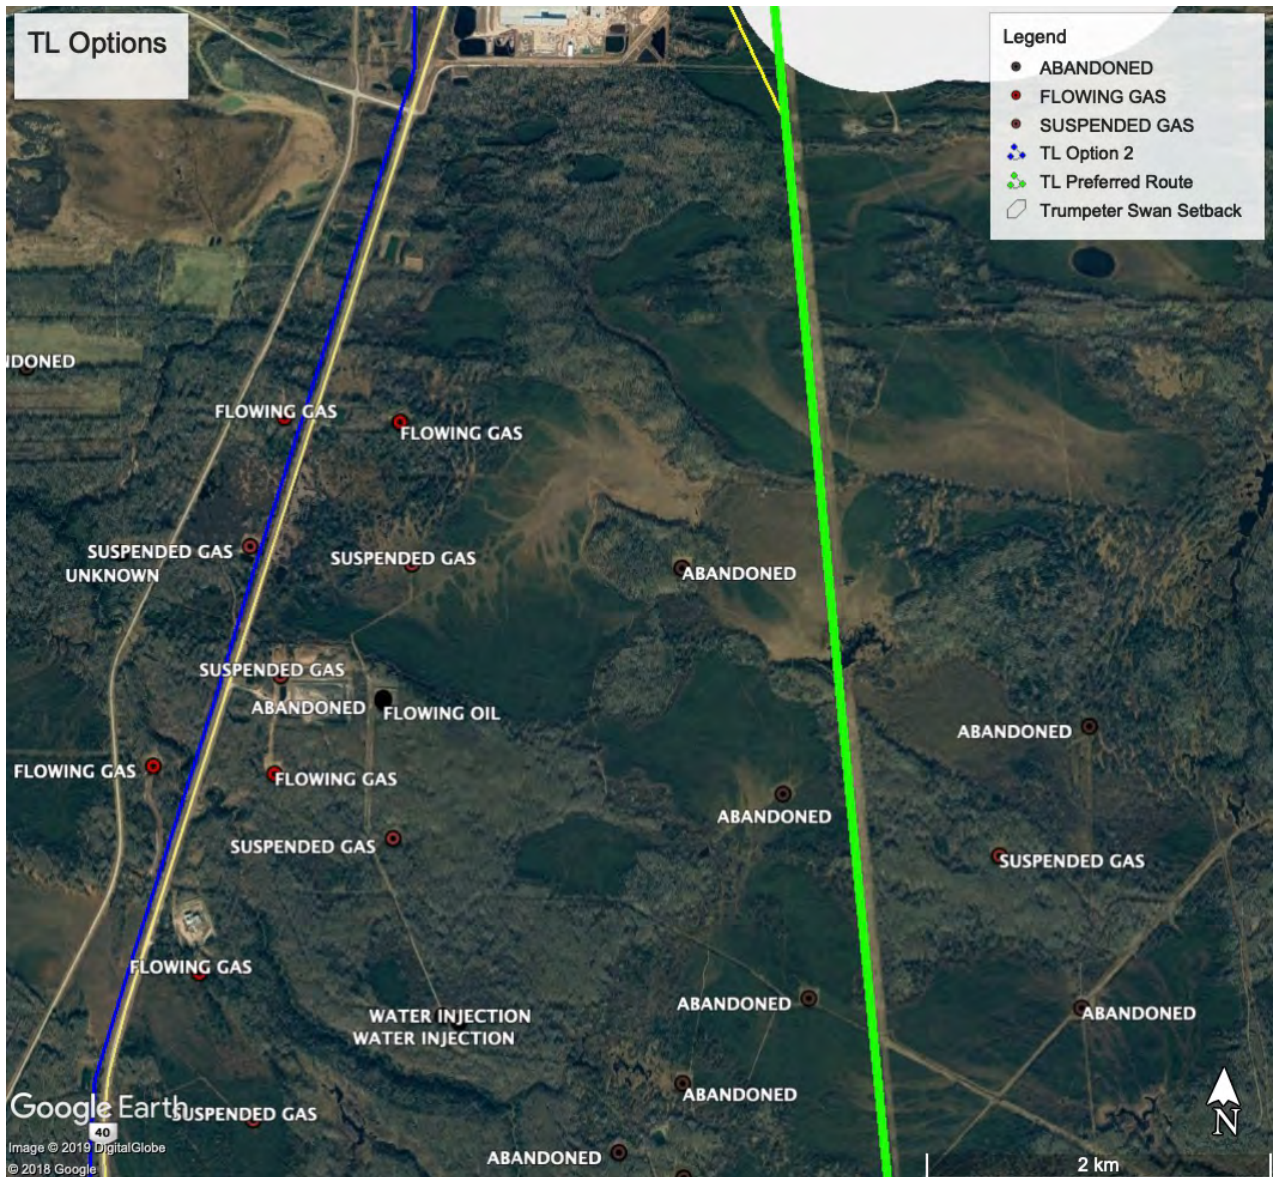 TL Options
Legend
ABANDONED
FLOWING GAS
SUSPENDED GAS
TL Option 2
TL Preferred Route
Trumpeter Swan Setback
NDONED
FLOWING GAS
FLOWING GAS
SUSPENDED GAS
SUSPENDED GAS
UNKNOWN
ABANDONED
SUSPENDED GAS
ABANDONED
FLOWING OIL
ABANDONED
FLOWING GAS
FLOWING GAS
ABANDONED
SUSPENDED GAS
SUSPENDED GAS
FLOWING GAS
ABANDONED
WATER INJECTION
ABANDONED
WATER INJECTION
ABANDONED
Google Earth
SUSPENDED GAS
40
Image © 2019 DigitalGlobe
ABANDONED
© 2018 Google
2 km
N